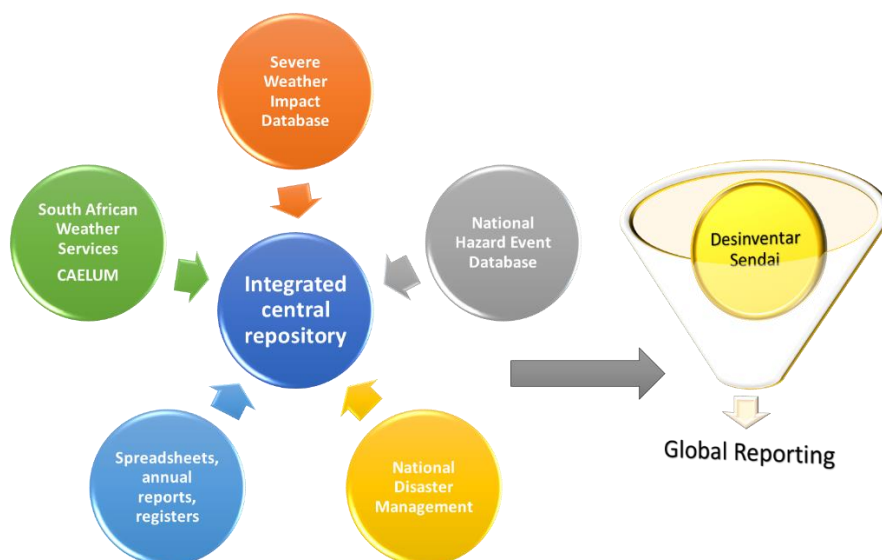 Severe
Weather
Impact
Database
South African
Weather
Services
CAELUM
National
Hazard Event
Database
Integrated
central
repository
Spreadsheets,
annual
reports,
registers
National
Disaster
Management
Desinventar
Sendai
Global Reporting